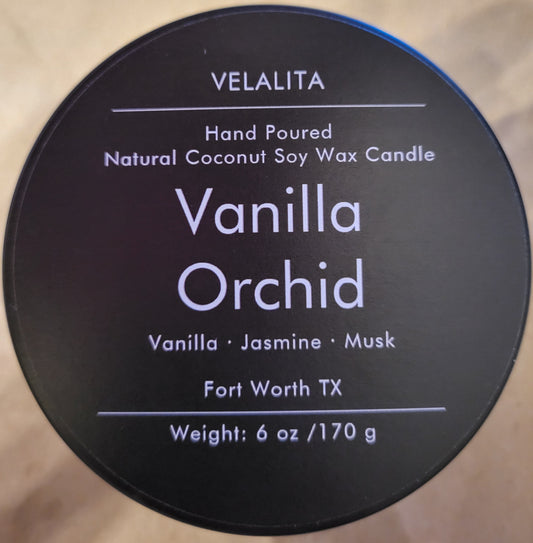 VELALITA
Hand Poured
Natural Coconut Soy Wax Candle
Vanilla
Orchid
Vanilla · Jasmine · Musk
Fort Worth TX
Weight: 6 oz /170 g